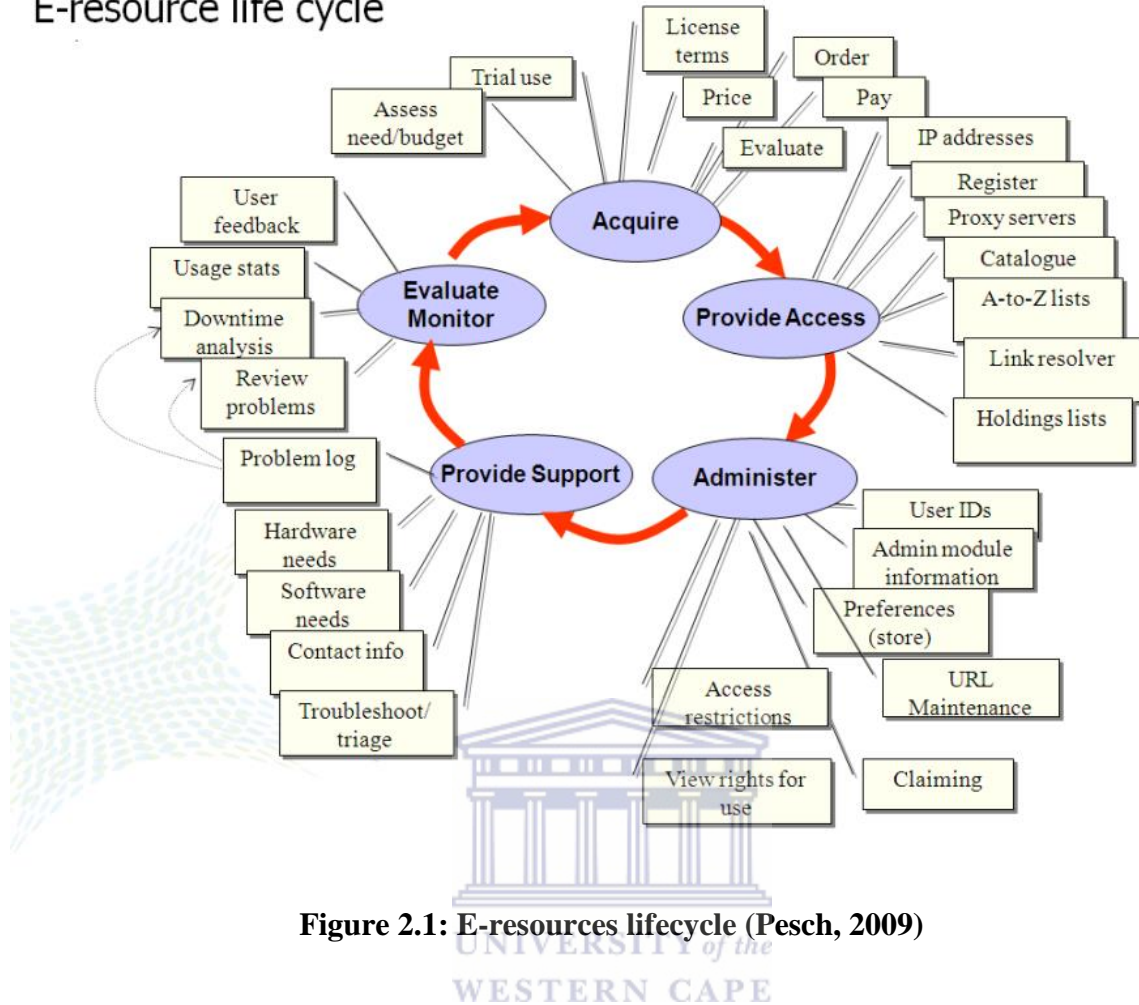 E-resource life cycle
License
terms
Order
Trial use
Price
Pay
Assess
need/budget
Evaluate
IP addresses
Register
Proxy servers
Catalogue
A-to-Z lists
Link resolver
Holdings lists
Acquire
Provide Access
Administer
Provide Support
Evaluate
Monitor
User
feedback
Usage stats
Downtime
analysis
Review
problems
Problem log
Hardware
needs
Software
needs
Contact info
Troubleshoot/
triage
User IDs
Admin module
information
Preferences
(store)
URL
Maintenance
Access
restrictions
View rights for
use
Claiming
Figure 2.1: E-resources lifecycle (Pesch, 2009)
UNIVERSITY of the
WESTERN CAPE